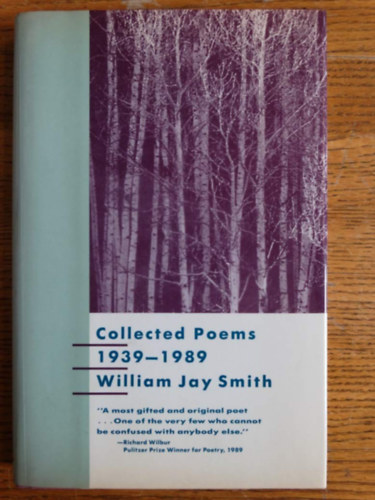 Collected Poems
1939—1989
William Jay Smith
"A most gifted and original poet
. . . One of the very few who cannot
be confused with anybody else."
—Richard Wilbur
Pulitzer Prize Winner for Poetry, 1989